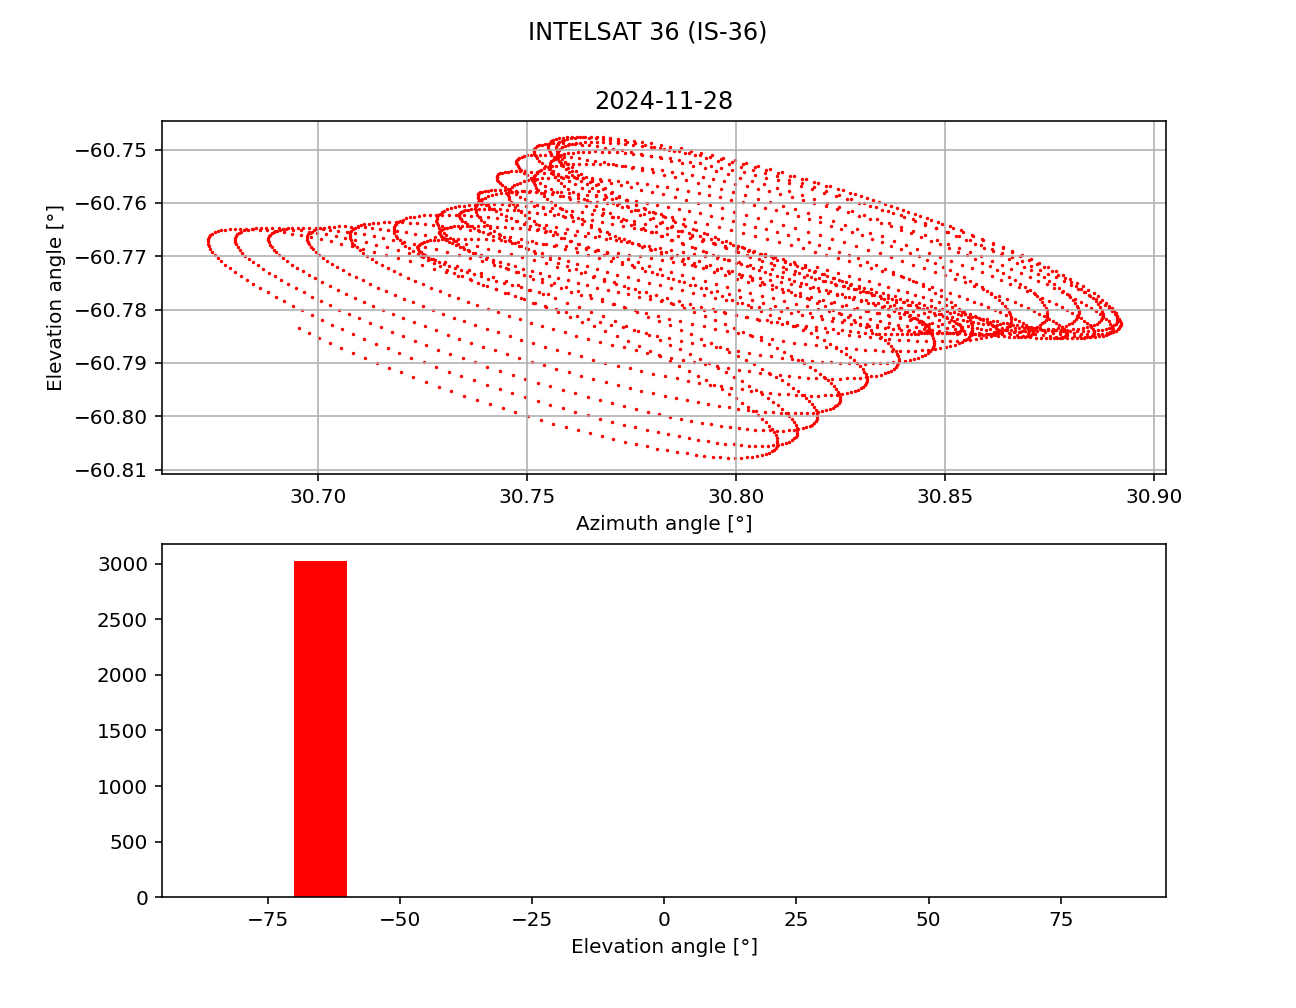 INTELSAT 36 (IS-36)
2024-11-28
Elevation angle [°]
−60.75
−60.76
−60.77
−60.78
−60.79
−60.80
−60.81
30.70 30.75 30.80 30.85 30.90
Azimuth angle [°]
3000
2500
2000
1500
1000
500
0
−75 −50 −25 0 25 50 75
Elevation angle [°]